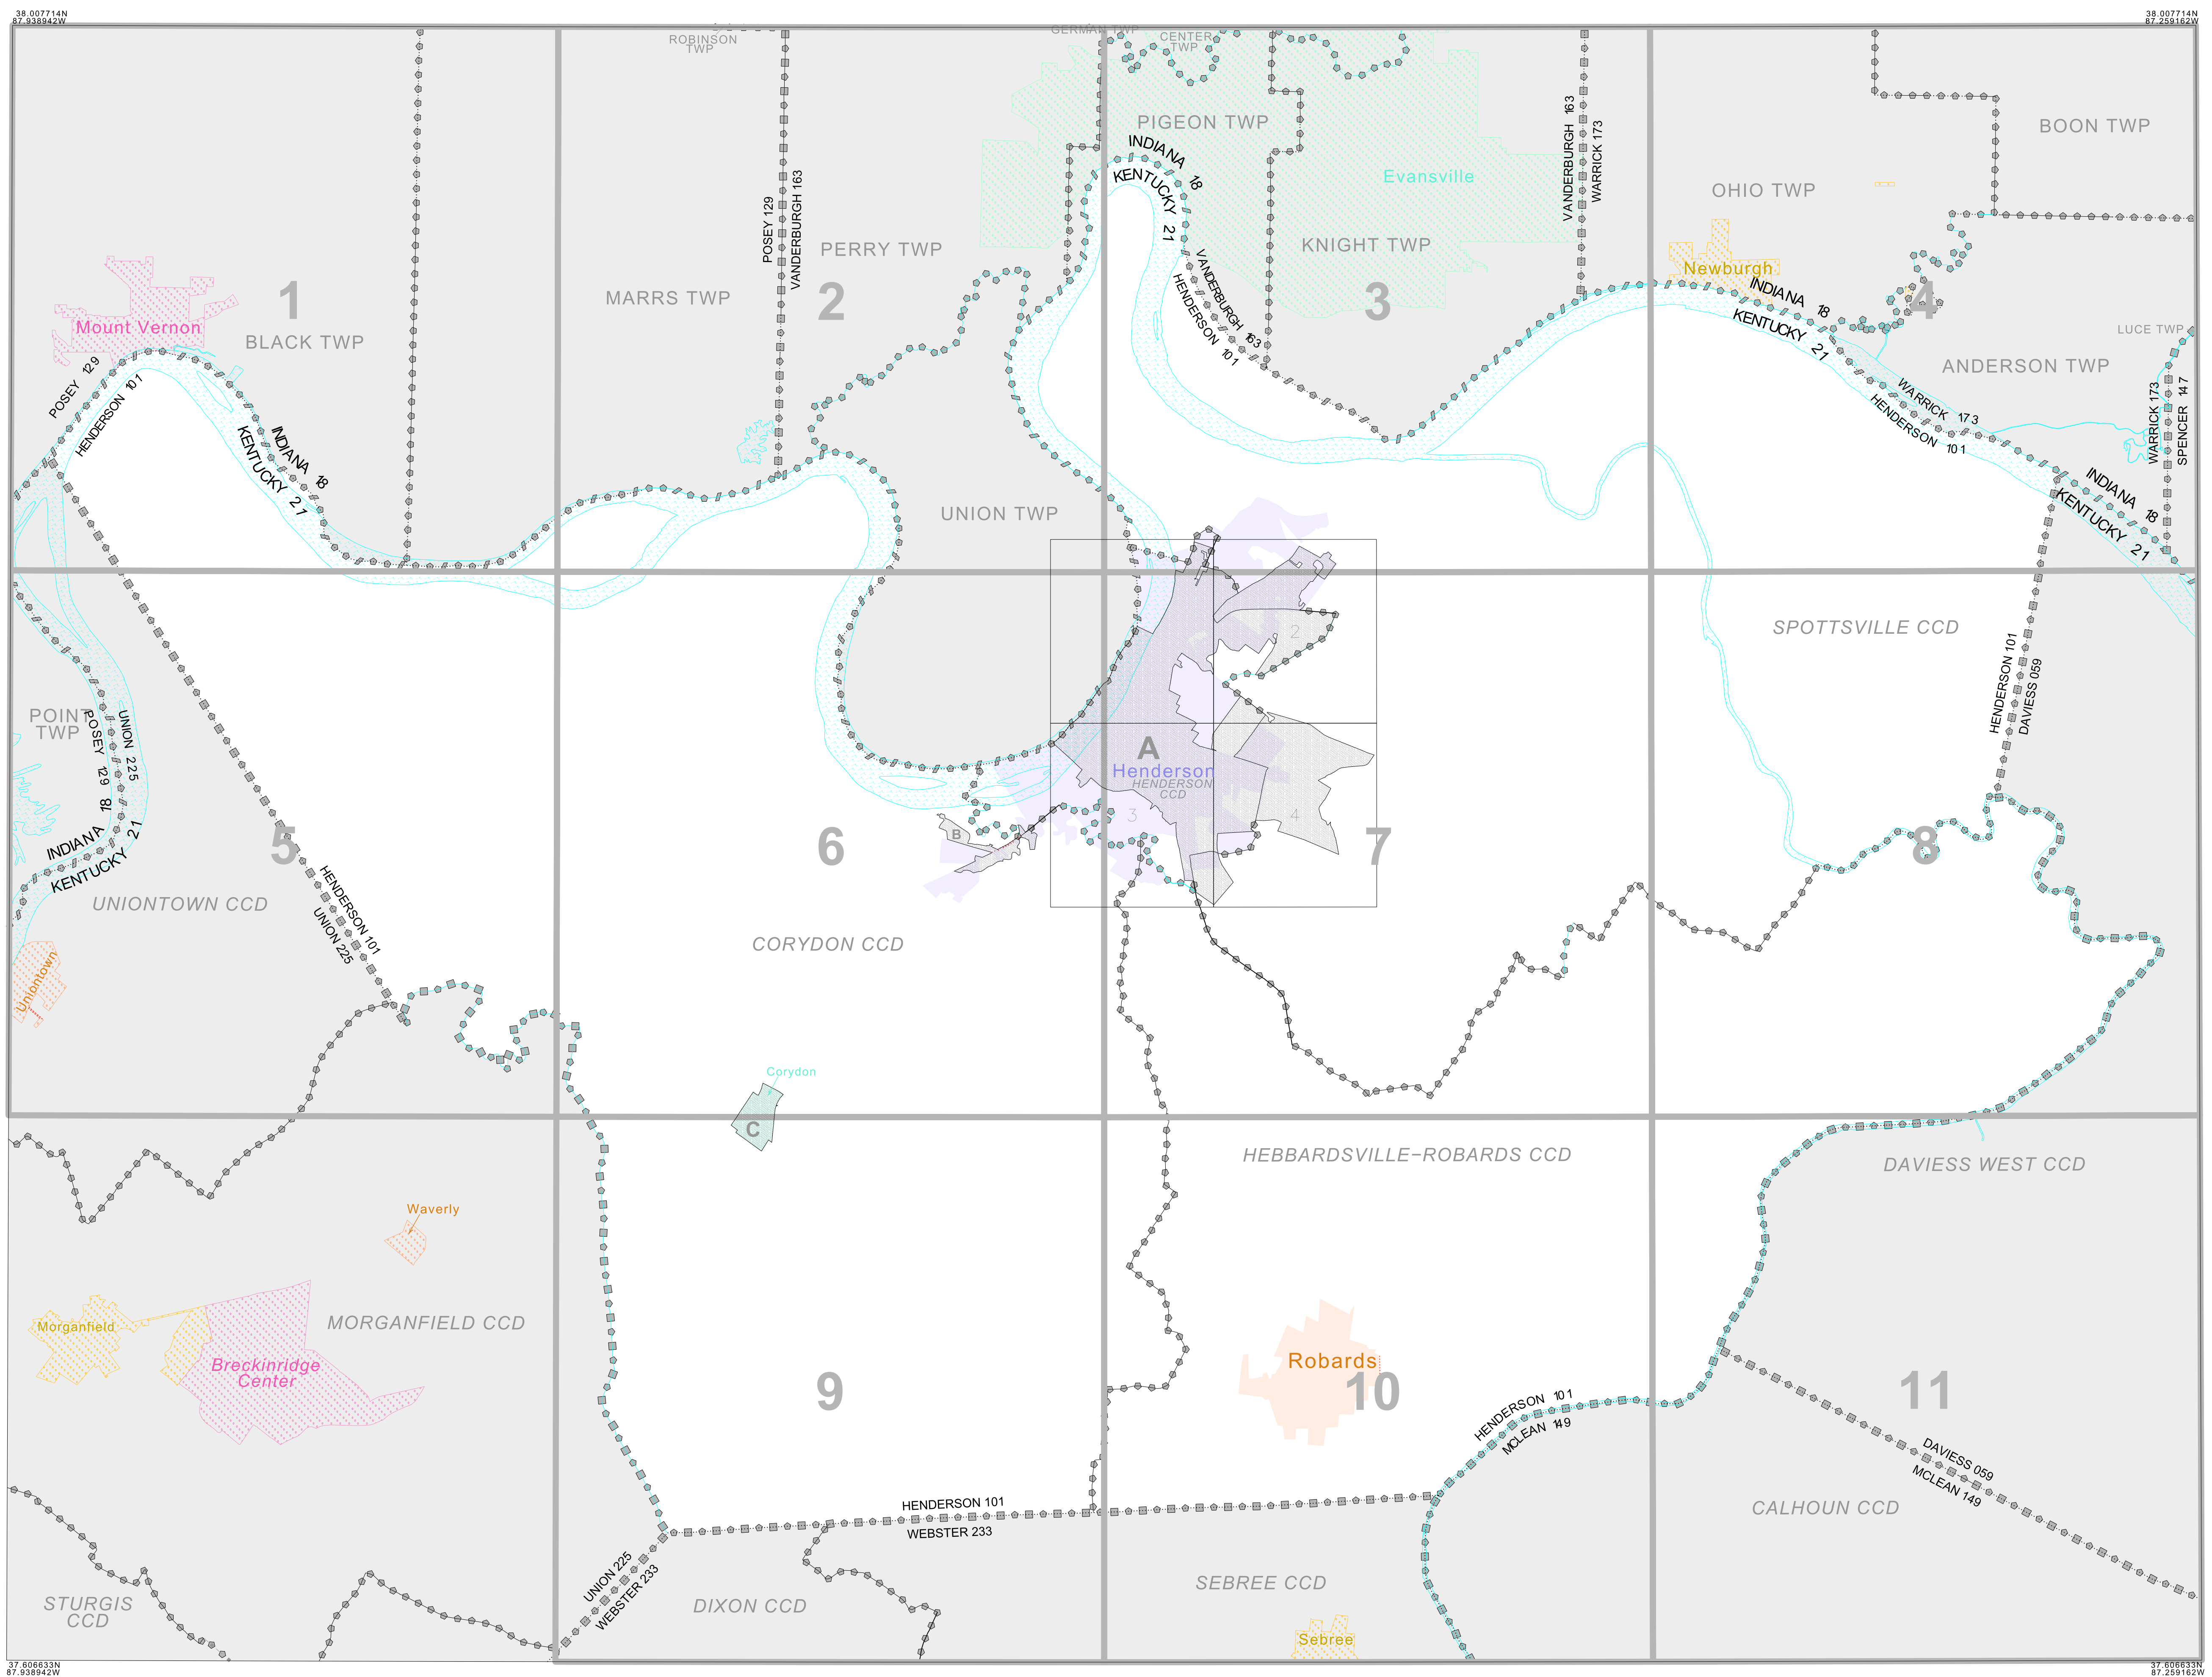 38.007714N
87.938942W
38.007714N
87.259162W
ROBINSON
TWP
GERMAN TWP
CENTER
TWP
PIGEON TWP
BOON TWP
VANDERBURGH 163
WARRICK 173
INDIANA 18
KENTUCKY 21
Evansville
OHIO TWP
POSEY 129
VANDERBURGH 163
PERRY TWP
KNIGHT TWP
Newburgh
MARRS TWP
1
2
3
4
Mount Vernon
BLACK TWP
VANDERBURGH 163
HENDERSON 101
INDIANA 18
KENTUCKY 21
LUCE TWP
ANDERSON TWP
POSEY 129
HENDERSON 101
WARRICK 173
HENDERSON 101
WARRICK 173
SPENCER 147
INDIANA 18
KENTUCKY 21
INDIANA 18
KENTUCKY 21
UNION TWP
2
SPOTTSVILLE CCD
HENDERSON 101
DAVIESS 059
POINT
TWP
POSEY 129
UNION 225
A
Henderson
HENDERSON
CCD
3
4
B
INDIANA 18
KENTUCKY 21
5
6
7
8
UNIONTOWN CCD
HENDERSON 101
UNION 225
CORYDON CCD
Uniontown
Corydon
C
HEBBARDSVILLE-ROBARDS CCD
DAVIESS WEST CCD
Waverly
Morganfield
MORGANFIELD CCD
Breckinridge
Center
Robards
9
10
11
HENDERSON 101
MCLEAN 149
DAVIESS 059
MCLEAN 149
HENDERSON 101
WEBSTER 233
CALHOUN CCD
UNION 225
WEBSTER 233
STURGIS
CCD
DIXON CCD
SEBREE CCD
Sebree
37.606633N
87.938942W
37.606633N
87.259162W